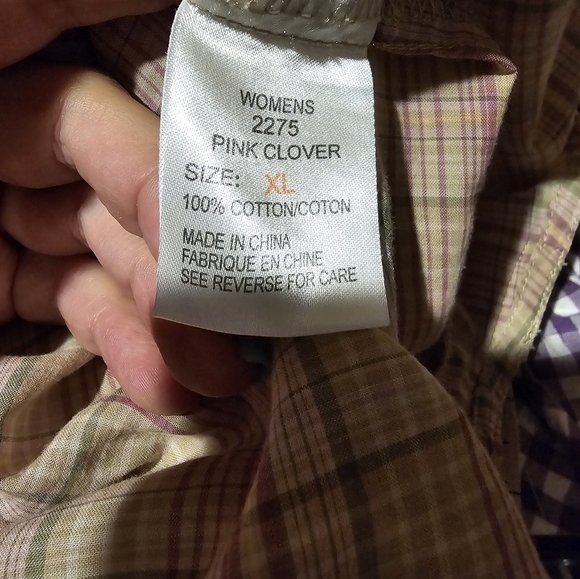 WOMENS
2275
PINK CLOVER
SIZE: XL
100% COTTON/COTON
MADE IN CHINA
FABRIQUE EN CHINE
SEE REVERSE FOR CARE